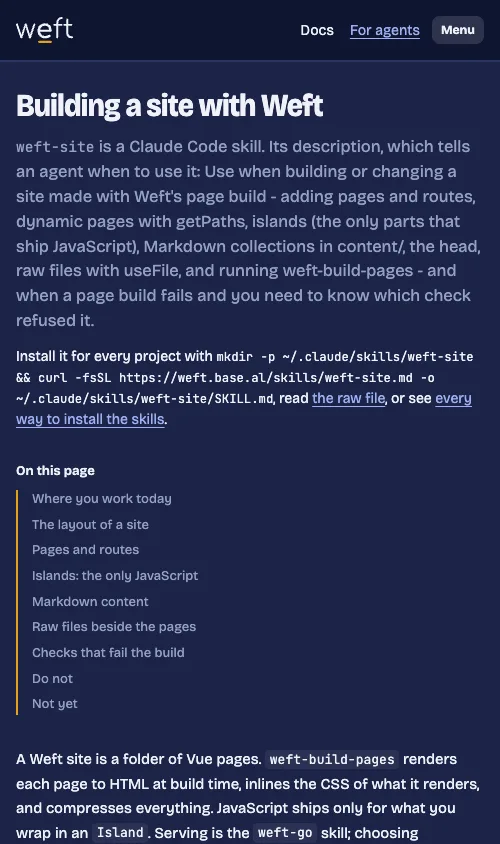 weft
Docs
For agents
Menu
Building a site with Weft
weft-site is a Claude Code skill. Its description, which tells
an agent when to use it: Use when building or changing a
site made with Weft's page build - adding pages and routes,
dynamic pages with getPaths, islands (the only parts that
ship JavaScript), Markdown collections in content/, the head,
raw files with useFile, and running weft-build-pages - and
when a page build fails and you need to know which check
refused it.
Install it for every project with mkdir -p ~/.claude/skills/weft-site
&& curl -fsSL https://weft.base.al/skills/weft-site.md -o
~/.claude/skills/weft-site/SKILL.md, read the raw file, or see every
way to install the skills.
On this page
Where you work today
The layout of a site
Pages and routes
Islands: the only JavaScript
Markdown content
Raw files beside the pages
Checks that fail the build
Do not
Not yet
A Weft site is a folder of Vue pages. weft-build-pages renders
each page to HTML at build time, inlines the CSS of what it renders,
and compresses everything. JavaScript ships only for what you
wrap in an Island. Serving is the weft-go skill; choosing